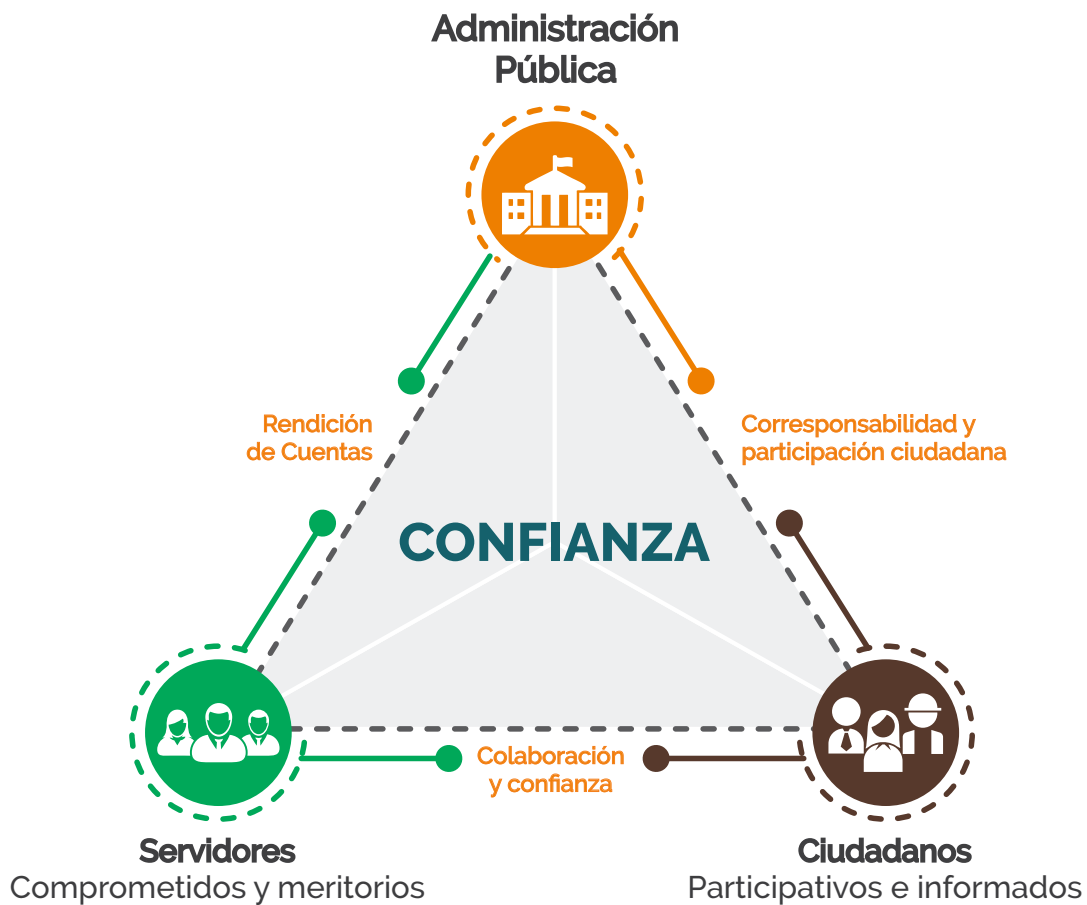 Administración
Pública
Rendición
de Cuentas
Corresponsabilidad y
participación ciudadana
CONFIANZA
Colaboración
y confianza
Servidores
Comprometidos y meritorios
Ciudadanos
Participativos e informados